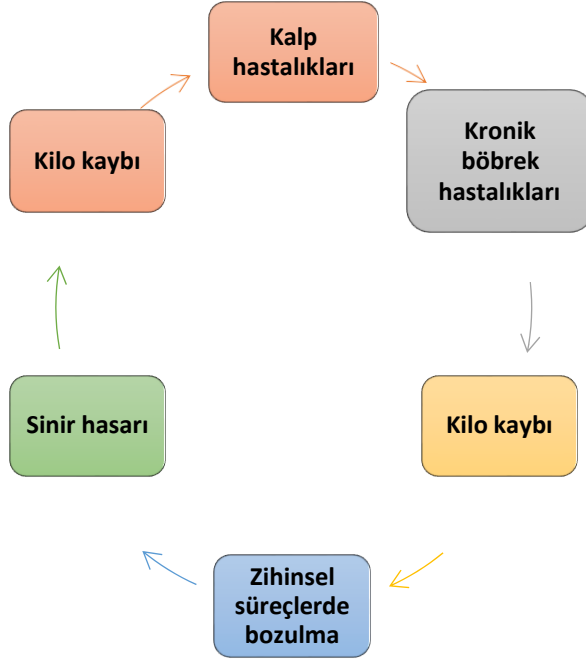 Kalp
hastalıkları
Kronik
böbrek
hastalıkları
Kilo kaybı
Zihinsel
süreçlerde
bozulma
Sinir hasarı
Kilo kaybı